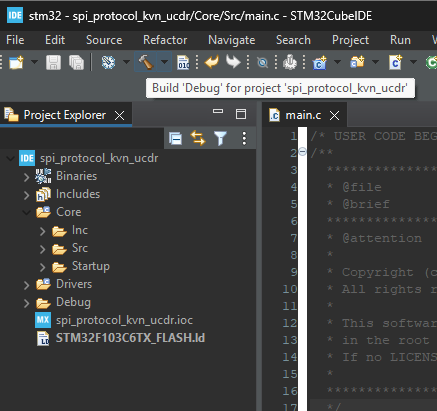 IDE stm32 - spi_protocol_kvn_ucdr/Core/Src/main.c - STM32CubeIDE
File Edit Source Refactor Navigate Search Project Run
Build 'Debug' for project 'spi_protocol_kvn_ucdr'
Project Explorer
main.c
IDE spi_protocol_kvn_ucdr
Binaries
Includes
Core
Inc
Src
Startup
Drivers
Debug
MX spi_protocol_kvn_ucdr.ioc
STM32F103C6TX_FLASH.ld
1 /* USER CODE BEG
2 /**
3 ***************
4 * @file
5 * @brief
6 ***************
7 * @attention
8 *
9 * Copyright (c
10 * All rights r
11 *
12 * This softwar
13 * in the root
14 * If no LICENS
15 *
16 ***************
17 */